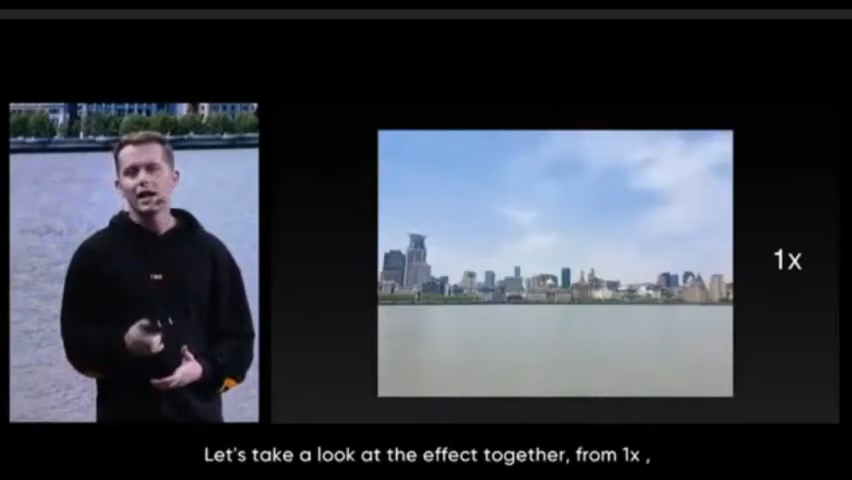 1x
Let's take a look at the effect together, from 1x ,